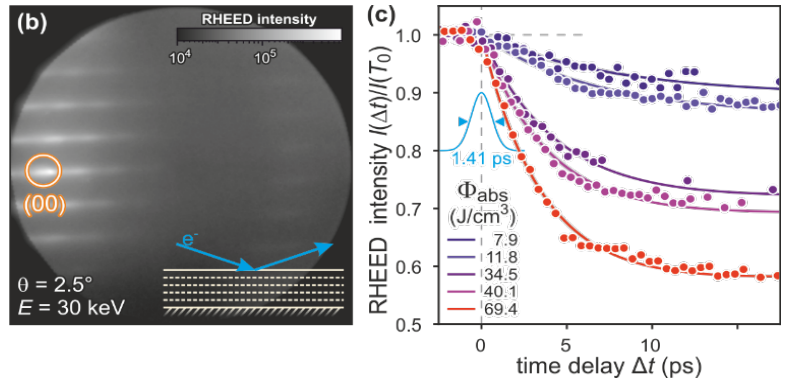 (b)
RHEED intensity
10⁴
10⁵
(00)
e⁻
θ = 2.5°
E = 30 keV
(c)
RHEED intensity I(Δt)/(T₀)
1.0
0.9
0.8
0.7
0.6
0.5
1.41 ps
Φabs
(J/cm³)
7.9
11.8
34.5
40.1
69.4
0
5
10
time delay Δt (ps)